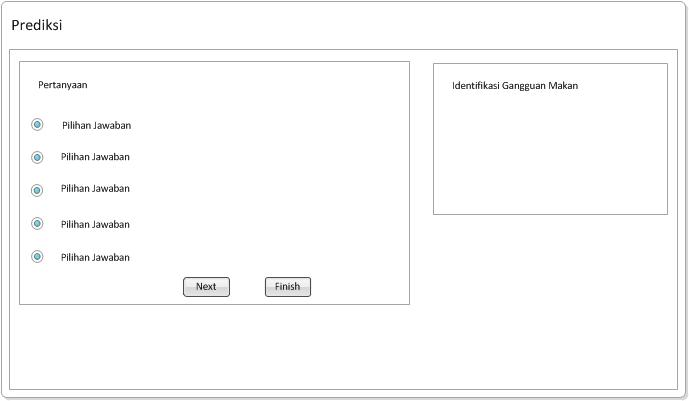 Prediksi
Pertanyaan
Pilihan Jawaban
Pilihan Jawaban
Pilihan Jawaban
Pilihan Jawaban
Pilihan Jawaban
Next
Finish
Identifikasi Gangguan Makan